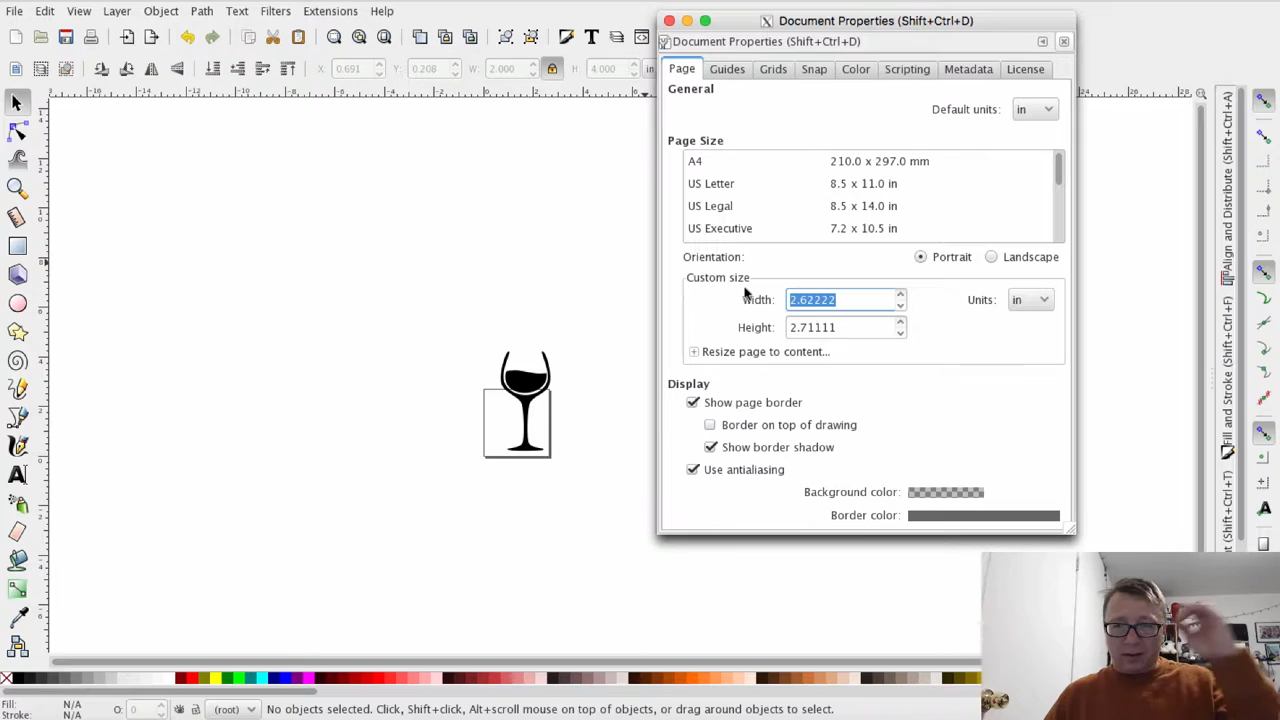 File Edit View Layer Object Path Text Filters Extensions Help
Document Properties (Shift+Ctrl+D)
Document Properties (Shift+Ctrl+D)
X: 0.691 Y: 0.208 W: 2.000 H: 4.000 in
Page Guides Grids Snap Color Scripting Metadata License
General
Default units: in
Page Size
A4 210.0 x 297.0 mm
US Letter 8.5 x 11.0 in
US Legal 8.5 x 14.0 in
US Executive 7.2 x 10.5 in
Orientation: Portrait Landscape
Custom size
Width: 2.62222 Units: in
Height: 2.71111
Resize page to content...
Display
Show page border
Border on top of drawing
Show border shadow
Use antialiasing
Background color:
Border color:
Align and Distribute (Shift+Ctrl+A)
Fill and Stroke (Shift+Ctrl+F)
(Shift+Ctrl+T)
Fill: N/A
Stroke: N/A
O: 0
(root)
No objects selected. Click, Shift+click, Alt+scroll mouse on top of objects, or drag around objects to select.